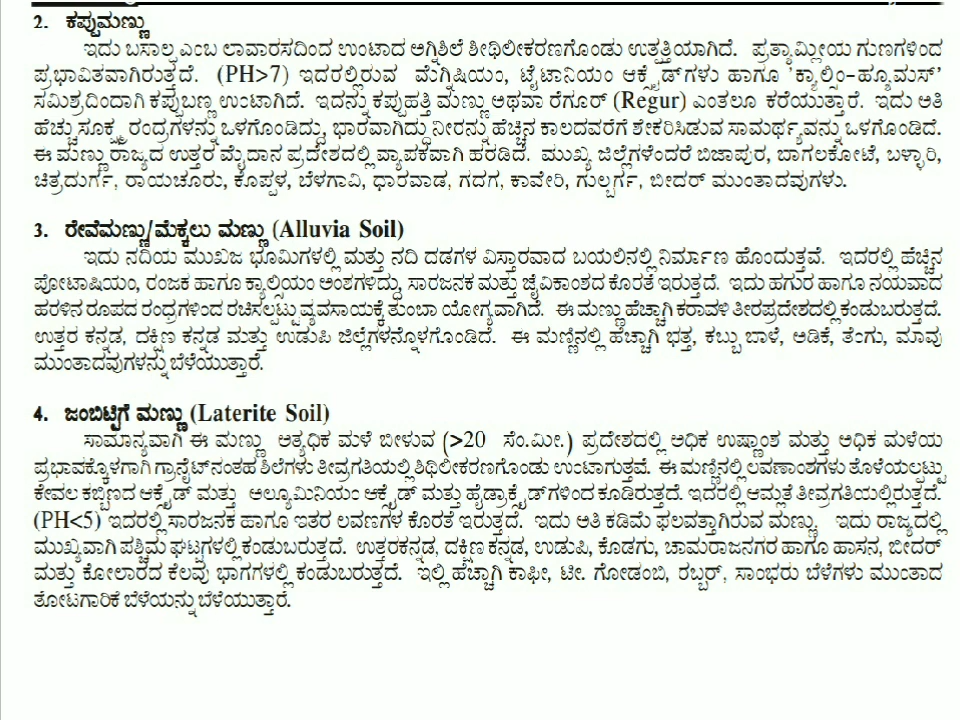 2. ಕಪ್ಪುಮಣ್ಣು
ಇದು ಬಸಾಲ್ಟ ಎಂಬ ಲಾವಾರಸದಿಂದ ಉಂಟಾದ ಅಗ್ನಿಶಿಲೆ ಶೀಥಿಲೀಕರಣಗೊಂಡು ಉತ್ಪತ್ತಿಯಾಗಿದೆ. ಪ್ರತ್ಯಾಮ್ಲೀಯ ಗುಣಗಳಿಂದ
ಪ್ರಭಾವಿತವಾಗಿರುತ್ತದೆ. (PH>7) ಇದರಲ್ಲಿರುವ ಮೆಗ್ನಿಷಿಯಂ, ಟೈಟಾನಿಯಂ ಆಕ್ಸೈಡ್‌ಗಳು ಹಾಗೂ 'ಕ್ಯಾಲ್ಸಿಂ-ಹ್ಯೂಮಸ್'
ಸಮಿಶ್ರದಿಂದಾಗಿ ಕಪ್ಪುಬಣ್ಣ ಉಂಟಾಗಿದೆ. ಇದನ್ನು ಕಪ್ಪುಹತ್ತಿ ಮಣ್ಣು ಅಥವಾ ರೆಗೂರ್ (Regur) ಎಂತಲೂ ಕರೆಯುತ್ತಾರೆ. ಇದು ಅತಿ
ಹೆಚ್ಚು ಸೂಕ್ಷ್ಮ ರಂದ್ರಗಳನ್ನು ಒಳಗೊಂಡಿದ್ದು, ಭಾರವಾಗಿದ್ದು ನೀರನ್ನು ಹೆಚ್ಚಿನ ಕಾಲದವರೆಗೆ ಶೇಕರಿಸಿಡುವ ಸಾಮರ್ಥ್ಯವನ್ನು ಒಳಗೊಂಡಿದೆ.
ಈ ಮಣ್ಣು ರಾಜ್ಯದ ಉತ್ತರ ಮೈದಾನ ಪ್ರದೇಶದಲ್ಲಿ ವ್ಯಾಪಕವಾಗಿ ಹರಡಿದೆ. ಮುಖ್ಯ ಜಿಲ್ಲೆಗಳೆಂದರೆ ಬಿಜಾಪುರ, ಬಾಗಲಕೋಟೆ, ಬಳ್ಳಾರಿ,
ಚಿತ್ರದುರ್ಗ, ರಾಯಚೂರು, ಕೊಪ್ಪಳ, ಬೆಳಗಾವಿ, ಧಾರವಾಡ, ಗದಗ, ಕಾವೇರಿ, ಗುಲ್ಬರ್ಗ, ಬೀದರ್ ಮುಂತಾದವುಗಳು.
3. ರೇವೆಮಣ್ಣು/ಮೆಕ್ಕಲು ಮಣ್ಣು (Alluvia Soil)
ಇದು ನದಿಯ ಮುಖಜ ಭೂಮಿಗಳಲ್ಲಿ ಮತ್ತು ನದಿ ದಡಗಳ ವಿಸ್ತಾರವಾದ ಬಯಲಿನಲ್ಲಿ ನಿರ್ಮಾಣ ಹೊಂದುತ್ತವೆ. ಇದರಲ್ಲಿ ಹೆಚ್ಚಿನ
ಪೋಟಾಷಿಯಂ, ರಂಜಕ ಹಾಗೂ ಕ್ಯಾಲ್ಸಿಯಂ ಅಂಶಗಳಿದ್ದು, ಸಾರಜನಕ ಮತ್ತು ಜೈವಿಕಾಂಶದ ಕೊರತೆ ಇರುತ್ತದೆ. ಇದು ಹಗುರ ಹಾಗೂ ನಯವಾದ
ಹರಳಿನ ರೂಪದ ರಂಧ್ರಗಳಿಂದ ರಚಿಸಲ್ಪಟ್ಟು ವ್ಯವಸಾಯಕ್ಕೆ ತುಂಬಾ ಯೋಗ್ಯವಾಗಿದೆ. ಈ ಮಣ್ಣು ಹೆಚ್ಚಾಗಿ ಕರಾವಳಿ ತೀರಪ್ರದೇಶದಲ್ಲಿ ಕಂಡುಬರುತ್ತದೆ.
ಉತ್ತರ ಕನ್ನಡ, ದಕ್ಷಿಣ ಕನ್ನಡ ಮತ್ತು ಉಡುಪಿ ಜಿಲ್ಲೆಗಳನ್ನೊಳಗೊಂಡಿದೆ. ಈ ಮಣ್ಣಿನಲ್ಲಿ ಹೆಚ್ಚಾಗಿ ಭತ್ತ, ಕಬ್ಬು ಬಾಳೆ, ಅಡಿಕೆ, ತೆಂಗು, ಮಾವು
ಮುಂತಾದವುಗಳನ್ನು ಬೆಳೆಯುತ್ತಾರೆ.
4. ಜಂಬಿಟ್ಟಿಗೆ ಮಣ್ಣು (Laterite Soil)
ಸಾಮಾನ್ಯವಾಗಿ ಈ ಮಣ್ಣು ಅತ್ಯಧಿಕ ಮಳೆ ಬೀಳುವ (>20 ಸೆಂ.ಮೀ.) ಪ್ರದೇಶದಲ್ಲಿ ಅಧಿಕ ಉಷ್ಣಾಂಶ ಮತ್ತು ಅಧಿಕ ಮಳೆಯ
ಪ್ರಭಾವಕ್ಕೊಳಗಾಗಿ ಗ್ರಾನೈಟ್‌ನಂತಹ ಶಿಲೆಗಳು ತೀವ್ರಗತಿಯಲ್ಲಿ ಶಿಥಿಲೀಕರಣಗೊಂಡು ಉಂಟಾಗುತ್ತವೆ. ಈ ಮಣ್ಣಿನಲ್ಲಿ ಲವಣಾಂಶಗಳು ತೊಳೆಯಲ್ಪಟ್ಟು
ಕೇವಲ ಕಬ್ಬಿಣದ ಆಕ್ಸೈಡ್ ಮತ್ತು ಅಲ್ಯೂಮಿನಿಯಂ ಆಕ್ಸೈಡ್ ಮತ್ತು ಹೈಡ್ರಾಕ್ಸೈಡ್‌ಗಳಿಂದ ಕೂಡಿರುತ್ತದೆ. ಇದರಲ್ಲಿ ಆಮ್ಲತೆ ತೀವ್ರಗತಿಯಲ್ಲಿರುತ್ತದೆ.
(PH<5) ಇದರಲ್ಲಿ ಸಾರಜನಕ ಹಾಗೂ ಇತರ ಲವಣಗಳ ಕೊರತೆ ಇರುತ್ತದೆ. ಇದು ಅತಿ ಕಡಿಮೆ ಫಲವತ್ತಾಗಿರುವ ಮಣ್ಣು. ಇದು ರಾಜ್ಯದಲ್ಲಿ
ಮುಖ್ಯವಾಗಿ ಪಶ್ಚಿಮ ಘಟ್ಟಗಳಲ್ಲಿ ಕಂಡುಬರುತ್ತದೆ. ಉತ್ತರಕನ್ನಡ, ದಕ್ಷಿಣ ಕನ್ನಡ, ಉಡುಪಿ, ಕೊಡಗು, ಚಾಮರಾಜನಗರ ಹಾಗೂ ಹಾಸನ, ಬೀದರ್
ಮತ್ತು ಕೋಲಾರದ ಕೆಲವು ಭಾಗಗಳಲ್ಲಿ ಕಂಡುಬರುತ್ತದೆ. ಇಲ್ಲಿ ಹೆಚ್ಚಾಗಿ ಕಾಫೀ, ಟೀ. ಗೋಡಂಬಿ, ರಬ್ಬರ್, ಸಾಂಭರು ಬೆಳೆಗಳು ಮುಂತಾದ
ತೋಟಗಾರಿಕೆ ಬೆಳೆಯನ್ನು ಬೆಳೆಯುತ್ತಾರೆ.